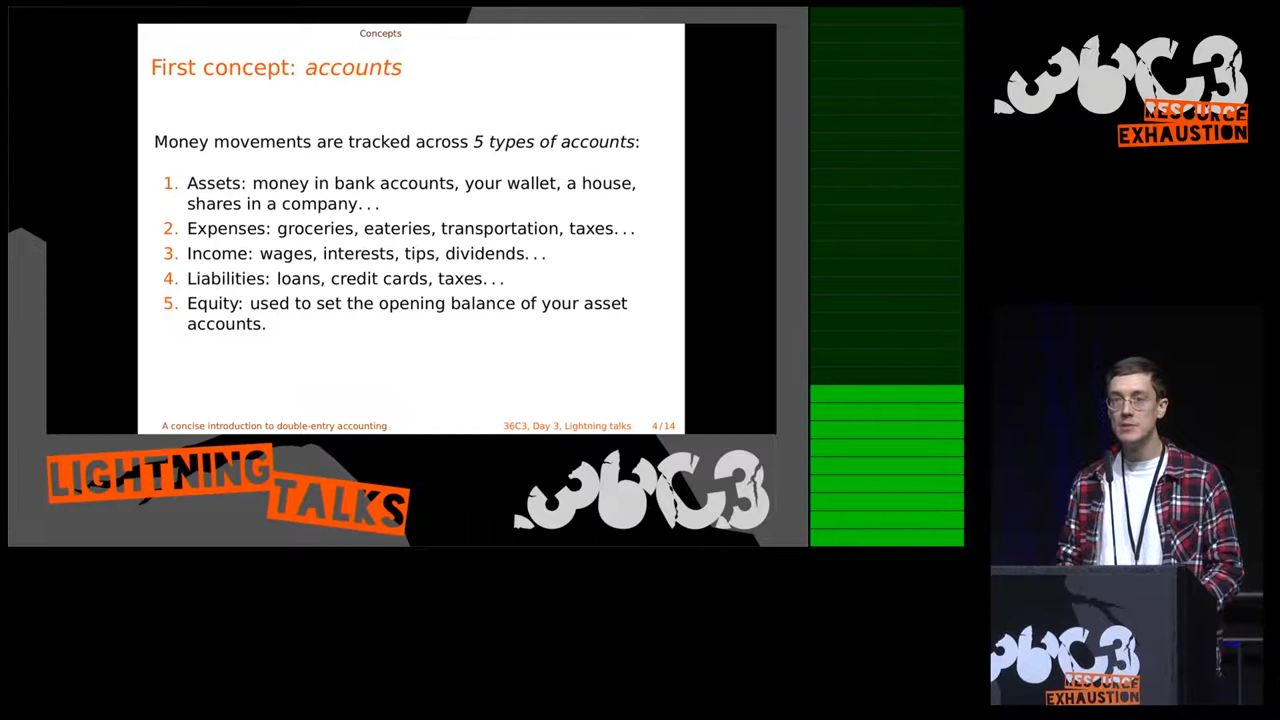 Concepts
First concept: accounts
Money movements are tracked across 5 types of accounts:
1. Assets: money in bank accounts, your wallet, a house,
shares in a company...
2. Expenses: groceries, eateries, transportation, taxes...
3. Income: wages, interests, tips, dividends...
4. Liabilities: loans, credit cards, taxes...
5. Equity: used to set the opening balance of your asset
accounts.
A concise introduction to double-entry accounting
36C3, Day 3, Lightning talks
4/14
LIGHTNING
TALKS
36C3
36C3
RESOURCE
EXHAUSTION
36C3
RESOURCE
EXHAUSTION